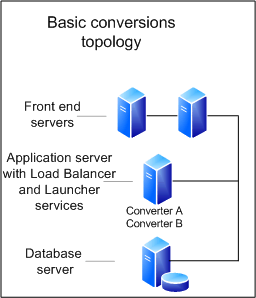 Basic conversions
topology
Front end
servers
Application server
with Load Balancer
and Launcher
services
Converter A
Converter B
Database
server